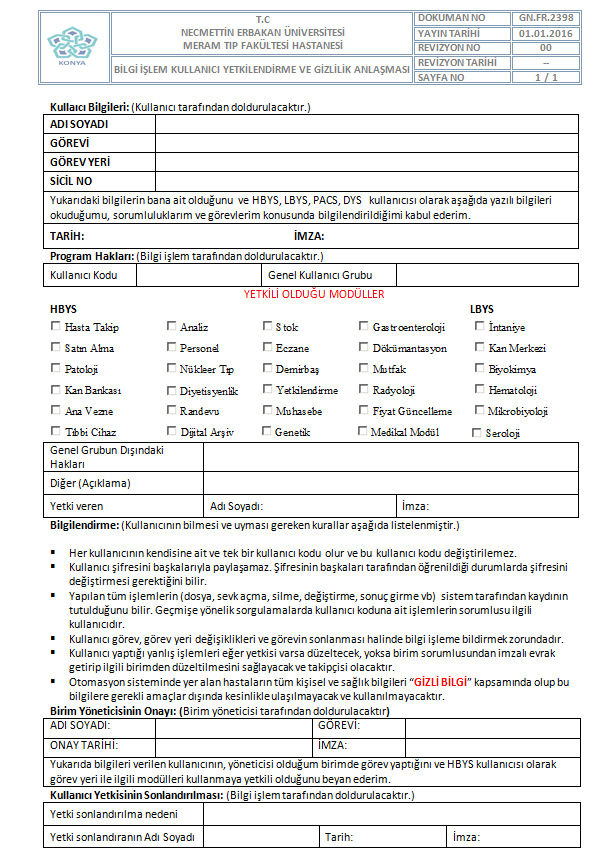 T.C
NECMETTİN ERBAKAN ÜNİVERSİTESİ
MERAM TIP FAKÜLTESİ HASTANESİ
BİLGİ İŞLEM KULLANICI YETKİLENDİRME VE GİZLİLİK ANLAŞMASI
KONYA
DOKUMAN NO GN.FR.2398
YAYIN TARİHİ 01.01.2016
REVIZYON NO 00
REVİZYON TARİHİ --
SAYFA NO 1 / 1
Kullaıcı Bilgileri: (Kullanıcı tarafından doldurulacaktır.)
ADI SOYADI
GÖREVİ
GÖREV YERİ
SİCİL NO
Yukarıdaki bilgilerin bana ait olduğunu ve HBYS, LBYS, PACS, DYS kullanıcısı olarak aşağıda yazılı bilgileri
okuduğumu, sorumluluklarım ve görevlerim konusunda bilgilendirildiğimi kabul ederim.
TARİH: İMZA:
Program Hakları: (Bilgi işlem tarafından doldurulacaktır.)
Kullanıcı Kodu Genel Kullanıcı Grubu
YETKİLİ OLDUĞU MODÜLLER
HBYS LBYS
Hasta Takip Analiz Stok Gastroenteroloji İntaniye
Satın Alma Personel Eczane Dökümantasyon Kan Merkezi
Patoloji Nükleer Tıp Demirbaş Mutfak Biyokimya
Kan Bankası Diyetisyenlik Yetkilendirme Radyoloji Hematoloji
Ana Vezne Randevu Muhasebe Fiyat Güncelleme Mikrobiyoloji
Tıbbi Cihaz Dijital Arşiv Genetik Medikal Modül Seroloji
Genel Grubun Dışındaki
Hakları
Diğer (Açıklama)
Yetki veren Adı Soyadı: İmza:
Bilgilendirme: (Kullanıcının bilmesi ve uyması gereken kurallar aşağıda listelenmiştir.)
▪ Her kullanıcının kendisine ait ve tek bir kullanıcı kodu olur ve bu kullanıcı kodu değiştirilemez.
▪ Kullanıcı şifresini başkalarıyla paylaşamaz. Şifresinin başkaları tarafından öğrenildiği durumlarda şifresini
değiştirmesi gerektiğini bilir.
▪ Yapılan tüm işlemlerin (dosya, sevk açma, silme, değiştirme, sonuç girme vb) sistem tarafından kaydının
tutulduğunu bilir. Geçmişe yönelik sorgulamalarda kullanıcı koduna ait işlemlerin sorumlusu ilgili
kullanıcıdır.
▪ Kullanıcı görev, görev yeri değişiklikleri ve görevin sonlanması halinde bilgi işleme bildirmek zorundadır.
▪ Kullanıcı yaptığı yanlış işlemleri eğer yetkisi varsa düzeltecek, yoksa birim sorumlusundan imzalı evrak
getirip ilgili birimden düzeltilmesini sağlayacak ve takipçisi olacaktır.
▪ Otomasyon sisteminde yer alan hastaların tüm kişisel ve sağlık bilgileri "GİZLİ BİLGİ" kapsamında olup bu
bilgilere gerekli amaçlar dışında kesinlikle ulaşılmayacak ve kullanılmayacaktır.
Birim Yöneticisinin Onayı: (Birim yöneticisi tarafından doldurulacaktır)
ADI SOYADI: GÖREVİ:
ONAY TARİHİ: İMZA:
Yukarıda bilgileri verilen kullanıcının, yöneticisi olduğum birimde görev yaptığını ve HBYS kullanıcısı olarak
görev yeri ile ilgili modülleri kullanmaya yetkili olduğunu beyan ederim.
Kullanıcı Yetkisinin Sonlandırılması: (Bilgi işlem tarafından doldurulacaktır.)
Yetki sonlandırılma nedeni
Yetki sonlandıranın Adı Soyadı Tarih: İmza: